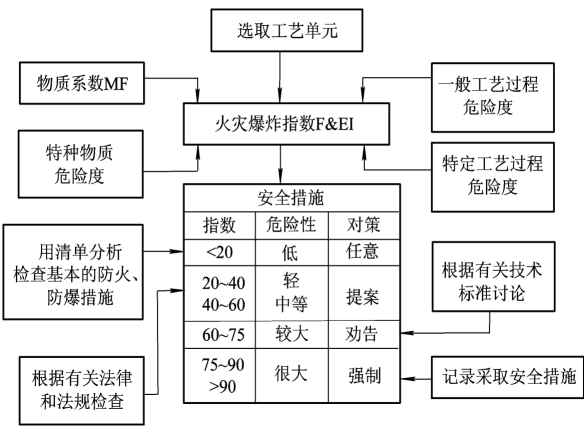 选取工艺单元
物质系数MF
一般工艺过程
危险度
火灾爆炸指数F&EI
特种物质
危险度
特定工艺过程
危险度
安全措施
指数 危险性 对策
<20 低 任意
20~40 轻
40~60 中等 提案
60~75 较大 劝告
75~90
>90 很大 强制
用清单分析
检查基本的防火、
防爆措施
根据有关技术
标准讨论
根据有关法律
和法规检查
记录采取安全措施